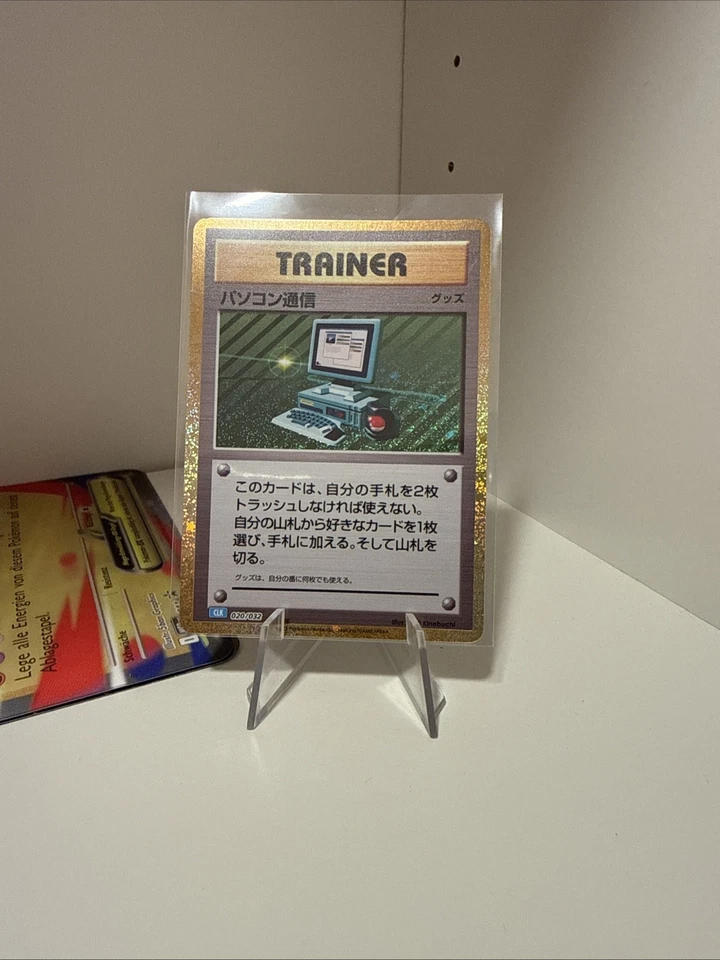 TRAINER
パソコン通信
グッズ
このカードは、自分の手札を2枚
トラッシュしなければ使えない。
自分の山札から好きなカードを1枚
選び、手札に加える。そして山札を
切る。
グッズは、自分の番に何枚でも使える。
CLK 020/032
Kinebuchi
Lege alle Energien von diesem Pokémon auf deinen
Ablagestapel.
Schwäche
Resistenz